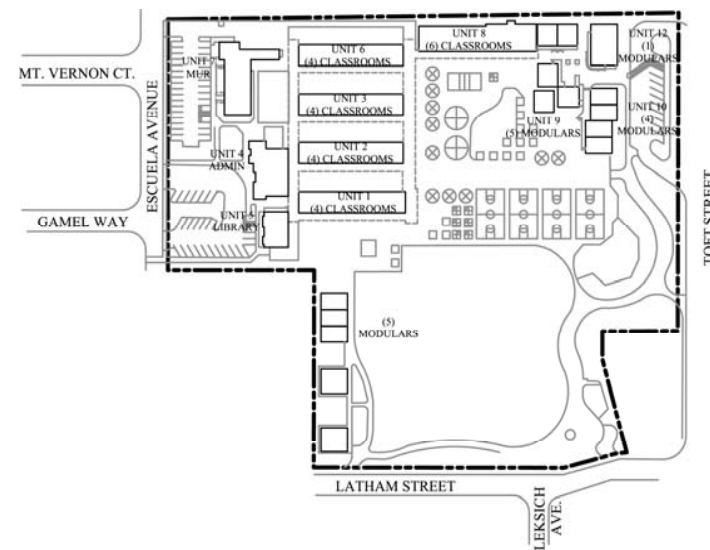 UNIT 8
(6) CLASSROOMS
UNIT 12
(1)
MODULARS
UNIT 6
(4) CLASSROOMS
UNIT 7
MUR
MT. VERNON CT.
ESCUELA AVENUE
UNIT 3
(4) CLASSROOMS
UNIT 10
(4)
MODULARS
UNIT 9
(5) MODULARS
UNIT 2
(4) CLASSROOMS
UNIT 4
ADMIN
UNIT 1
(4) CLASSROOMS
GAMEL WAY
UNIT 5
LIBRARY
TOFT STREET
(5)
MODULARS
LATHAM STREET
LEKSICH
AVE.